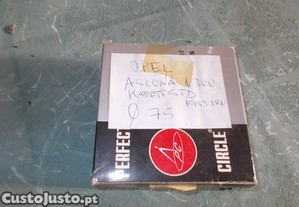 OPEL
ASCONA 1300
KADETT STD
Ø 75
PERFECT
CIRCLE
CustoJusto.pt